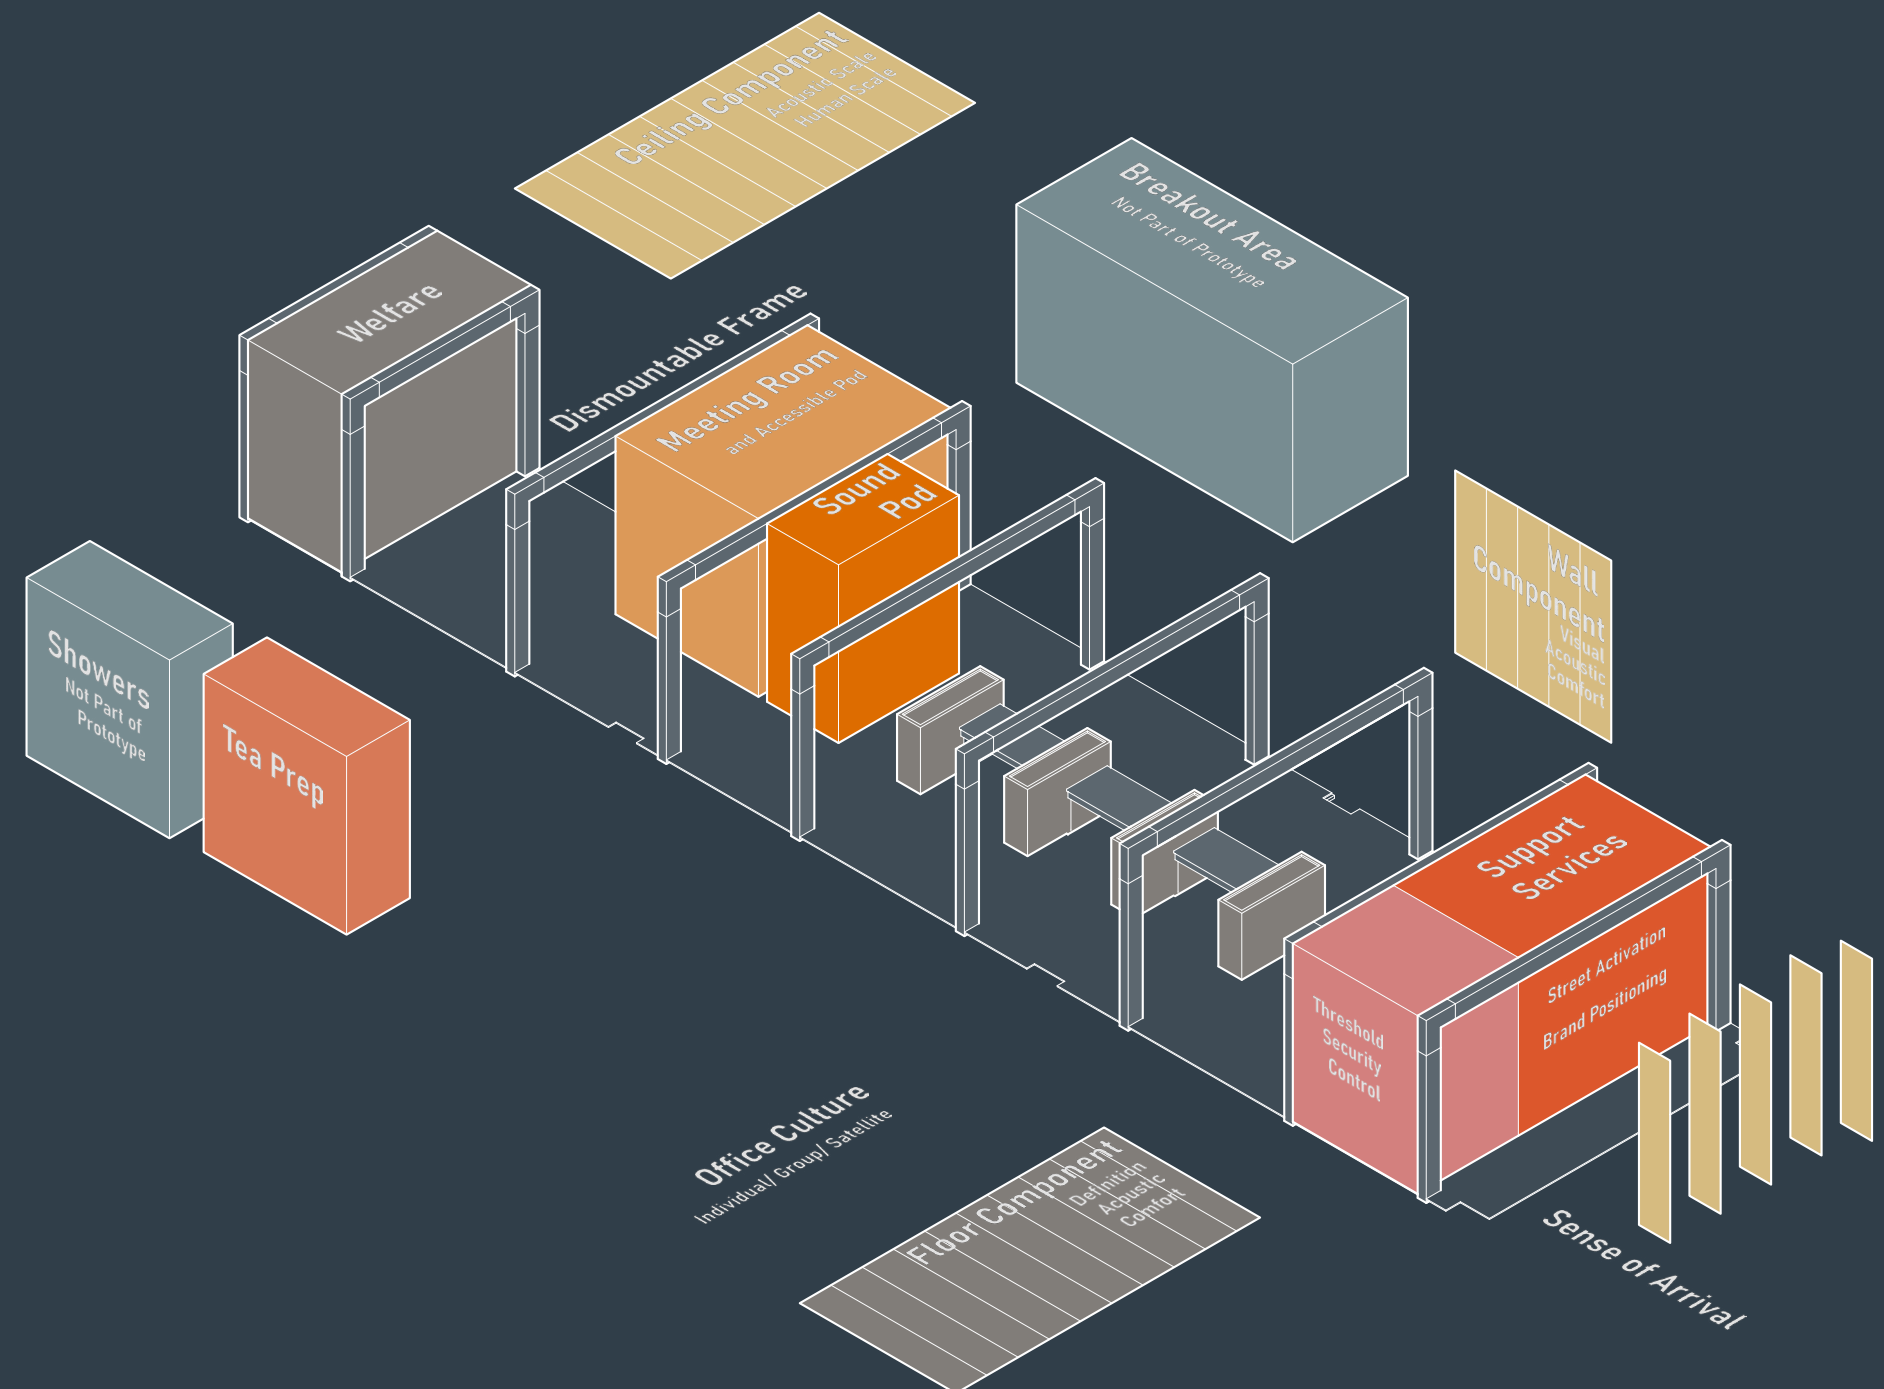 Ceiling Component
Acoustic Scale
Human Scale
Breakout Area
Not Part of Prototype
Welfare
Dismountable Frame
Meeting Room
and Accessible Pod
Sound
Pod
Wall
Component
Visual
Acoustic
Comfort
Showers
Not Part of
Prototype
Tea Prep
Support
Services
Street Activation
Brand Positioning
Threshold
Security
Control
Office Culture
Individual/ Group/ Satellite
Floor Component
Definition
Acoustic
Comfort
Sense of Arrival